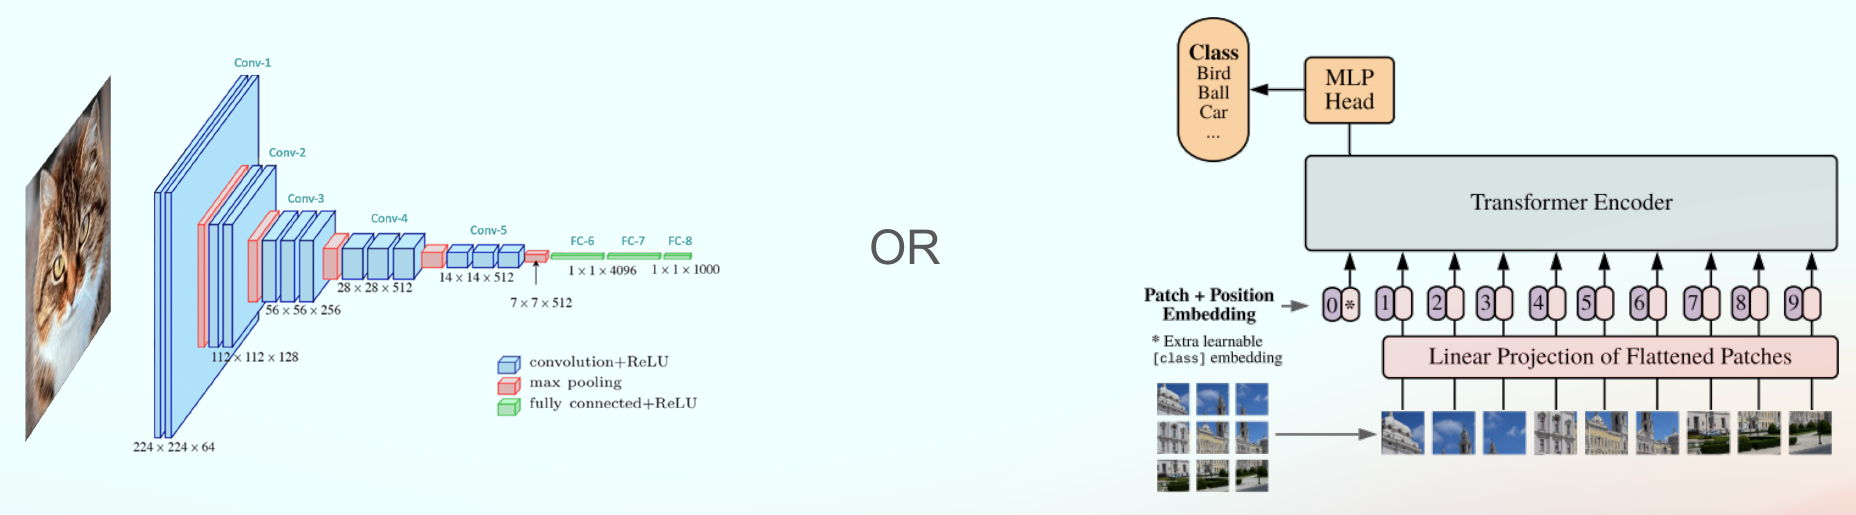 Conv-1
Conv-2
Conv-3
Conv-4
Conv-5
FC-6
FC-7
FC-8
1 × 1 × 4096
1 × 1 × 1000
14 × 14 × 512
28 × 28 × 512
7 × 7 × 512
56 × 56 × 256
112 × 112 × 128
224 × 224 × 64
convolution+ReLU
max pooling
fully connected+ReLU
OR
Class
Bird
Ball
Car
...
MLP
Head
Transformer Encoder
Patch + Position
Embedding
0 * 1 2 3 4 5 6 7 8 9
* Extra learnable
[class] embedding
Linear Projection of Flattened Patches